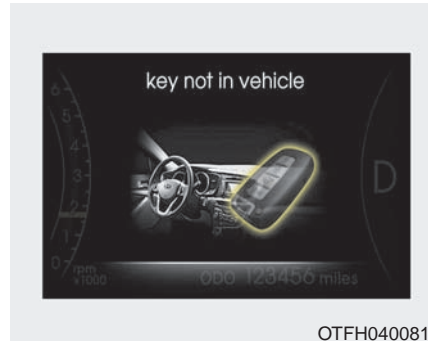 key not in vehicle
6
5
4
3
2
1
0
D
rpm
x1000
ODO 123456 miles
OTFH040081